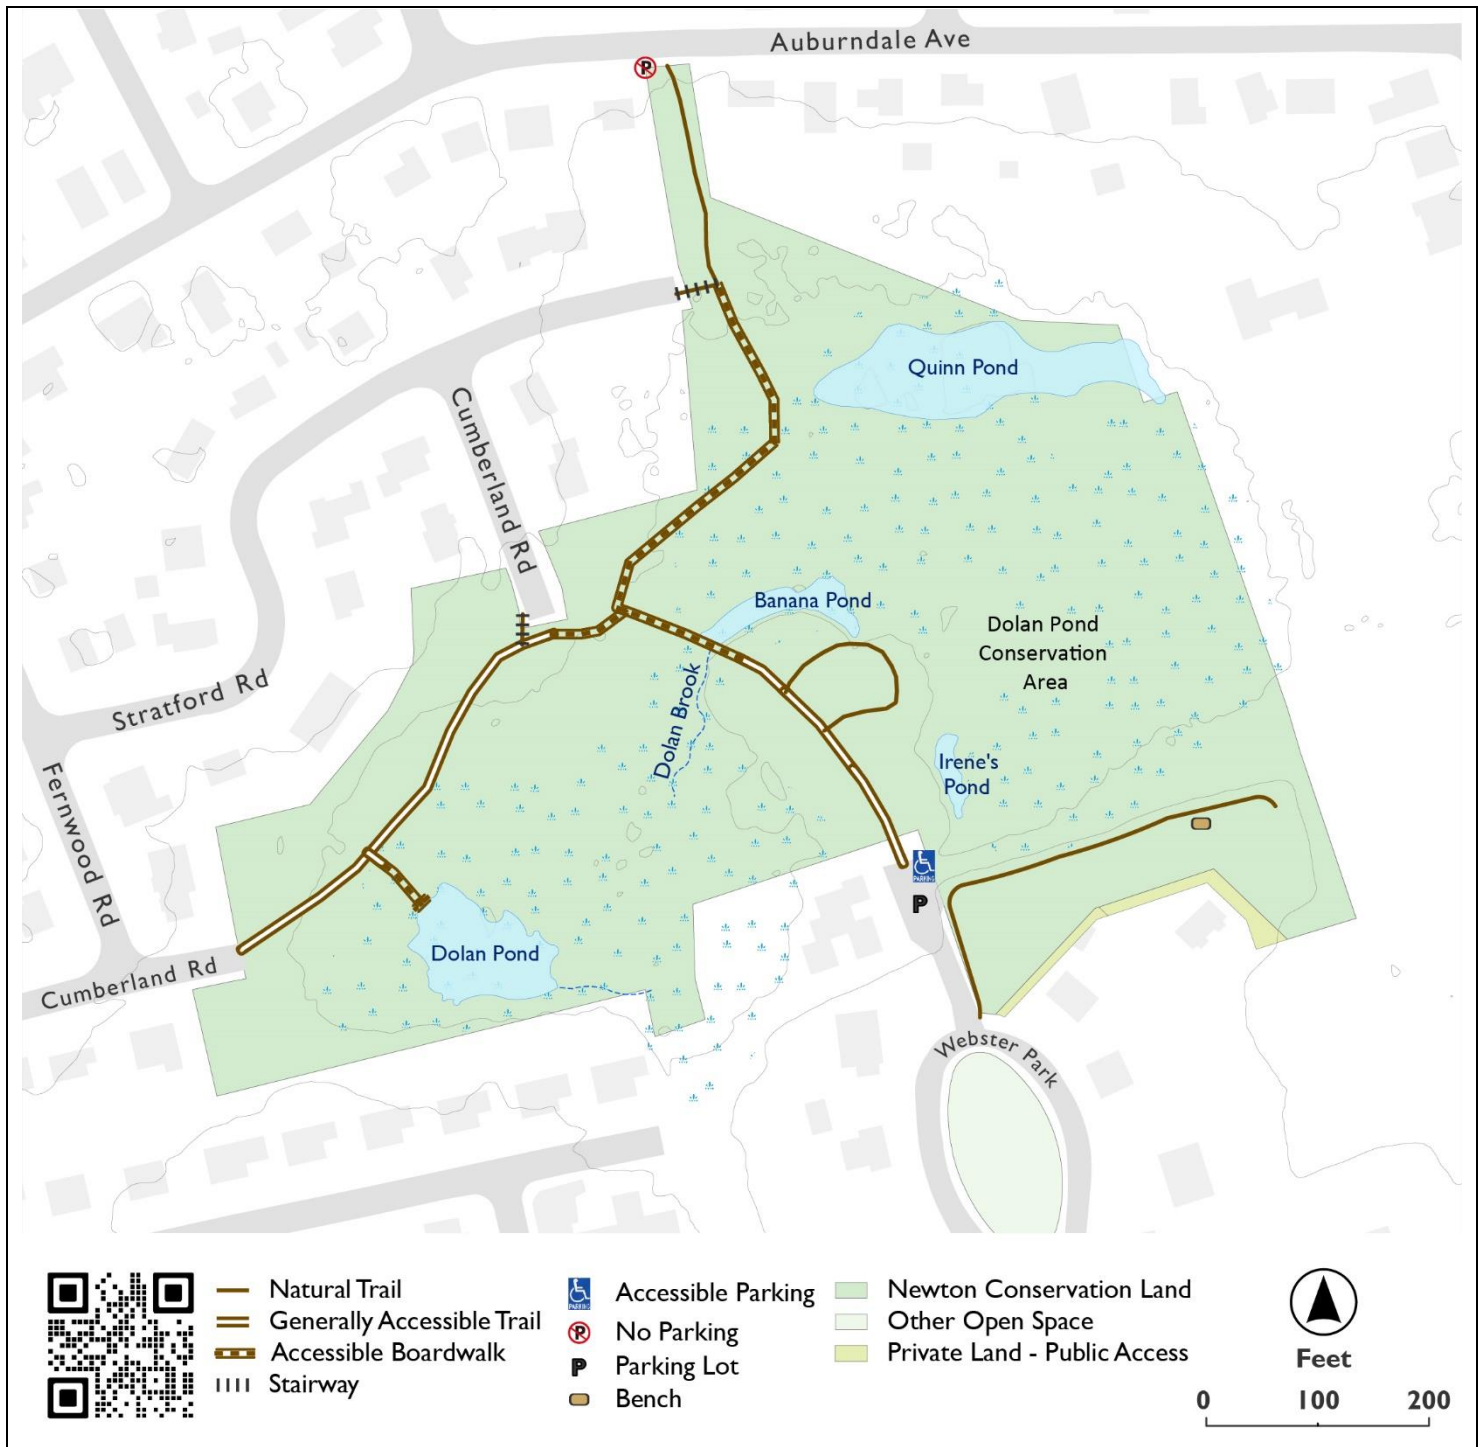 Auburndale Ave
P
Quinn Pond
Cumberland Rd
Banana Pond
Dolan Pond
Conservation
Area
Dolan Brook
Stratford Rd
Irene's
Pond
Fernwood Rd
PARKING
P
Dolan Pond
Cumberland Rd
Webster Park
Natural Trail
Generally Accessible Trail
Accessible Boardwalk
Stairway
PARKING
Accessible Parking
P
No Parking
P
Parking Lot
Bench
Newton Conservation Land
Other Open Space
Private Land - Public Access
Feet
0 100 200